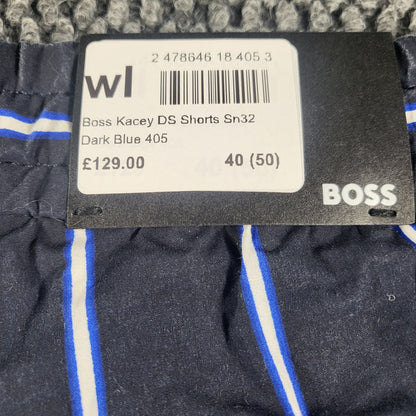 2 478646 18 405 3
wl
Boss Kacey DS Shorts Sn32
Dark Blue 405
£129.00 40 (50)
BOSS